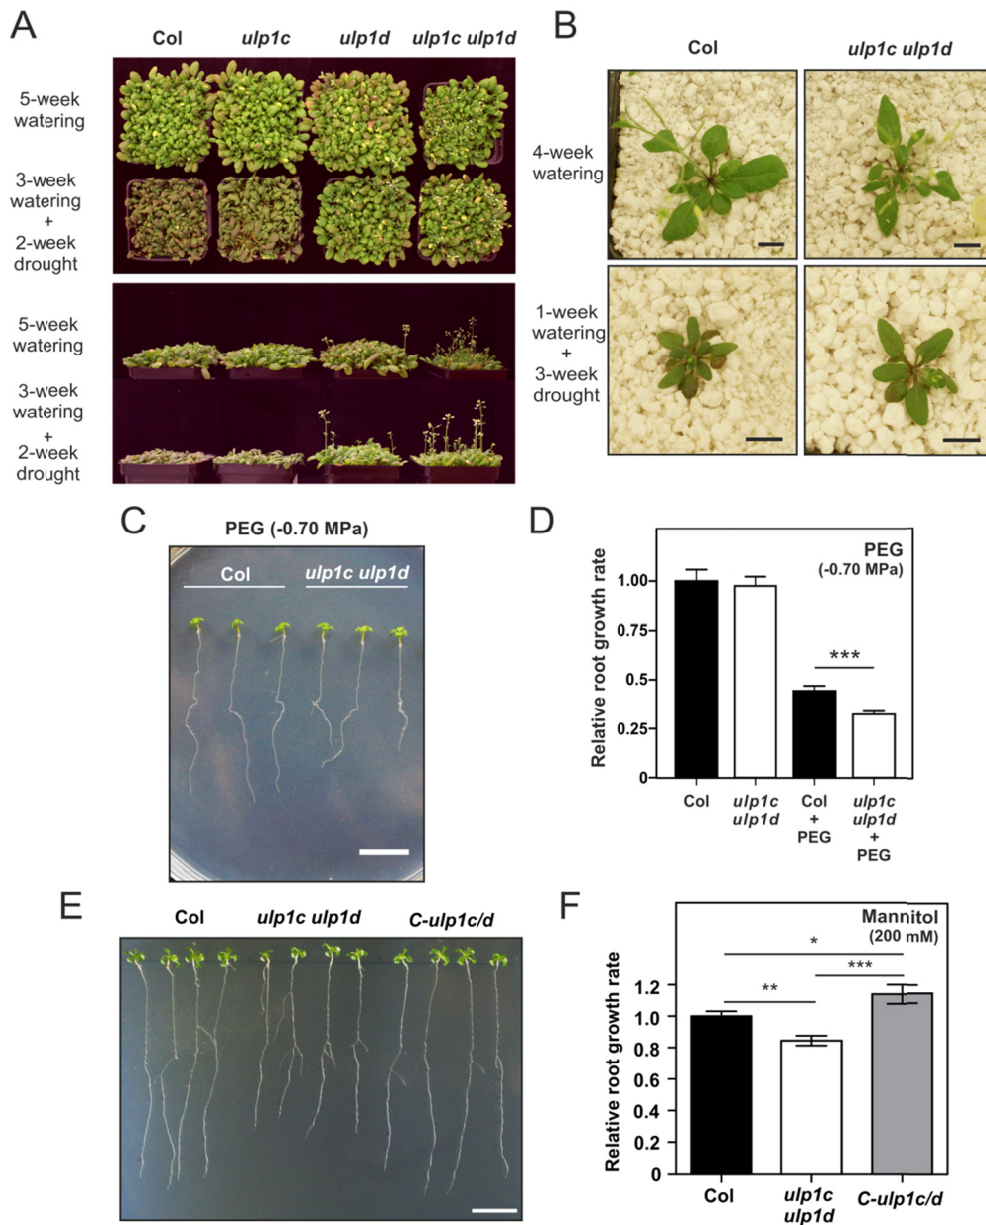 A
Col ulp1c ulp1d ulp1c ulp1d
5-week
watering
3-week
watering
+
2-week
drought
5-week
watering
3-week
watering
+
2-week
drought
B
Col ulp1c ulp1d
4-week
watering
1-week
watering
+
3-week
drought
C
PEG (-0.70 MPa)
Col ulp1c ulp1d
D
PEG
(-0.70 MPa)
Relative root growth rate
1.00
0.75
0.5
0.25
0
***
Col ulp1c ulp1d Col + PEG ulp1c ulp1d + PEG
E
Col ulp1c ulp1d C-ulp1c/d
F
Mannitol
(200 mM)
Relative root growth rate
1.2
1.0
0.8
0.6
0.4
0.2
0
*
***
**
Col ulp1c ulp1d C-ulp1c/d